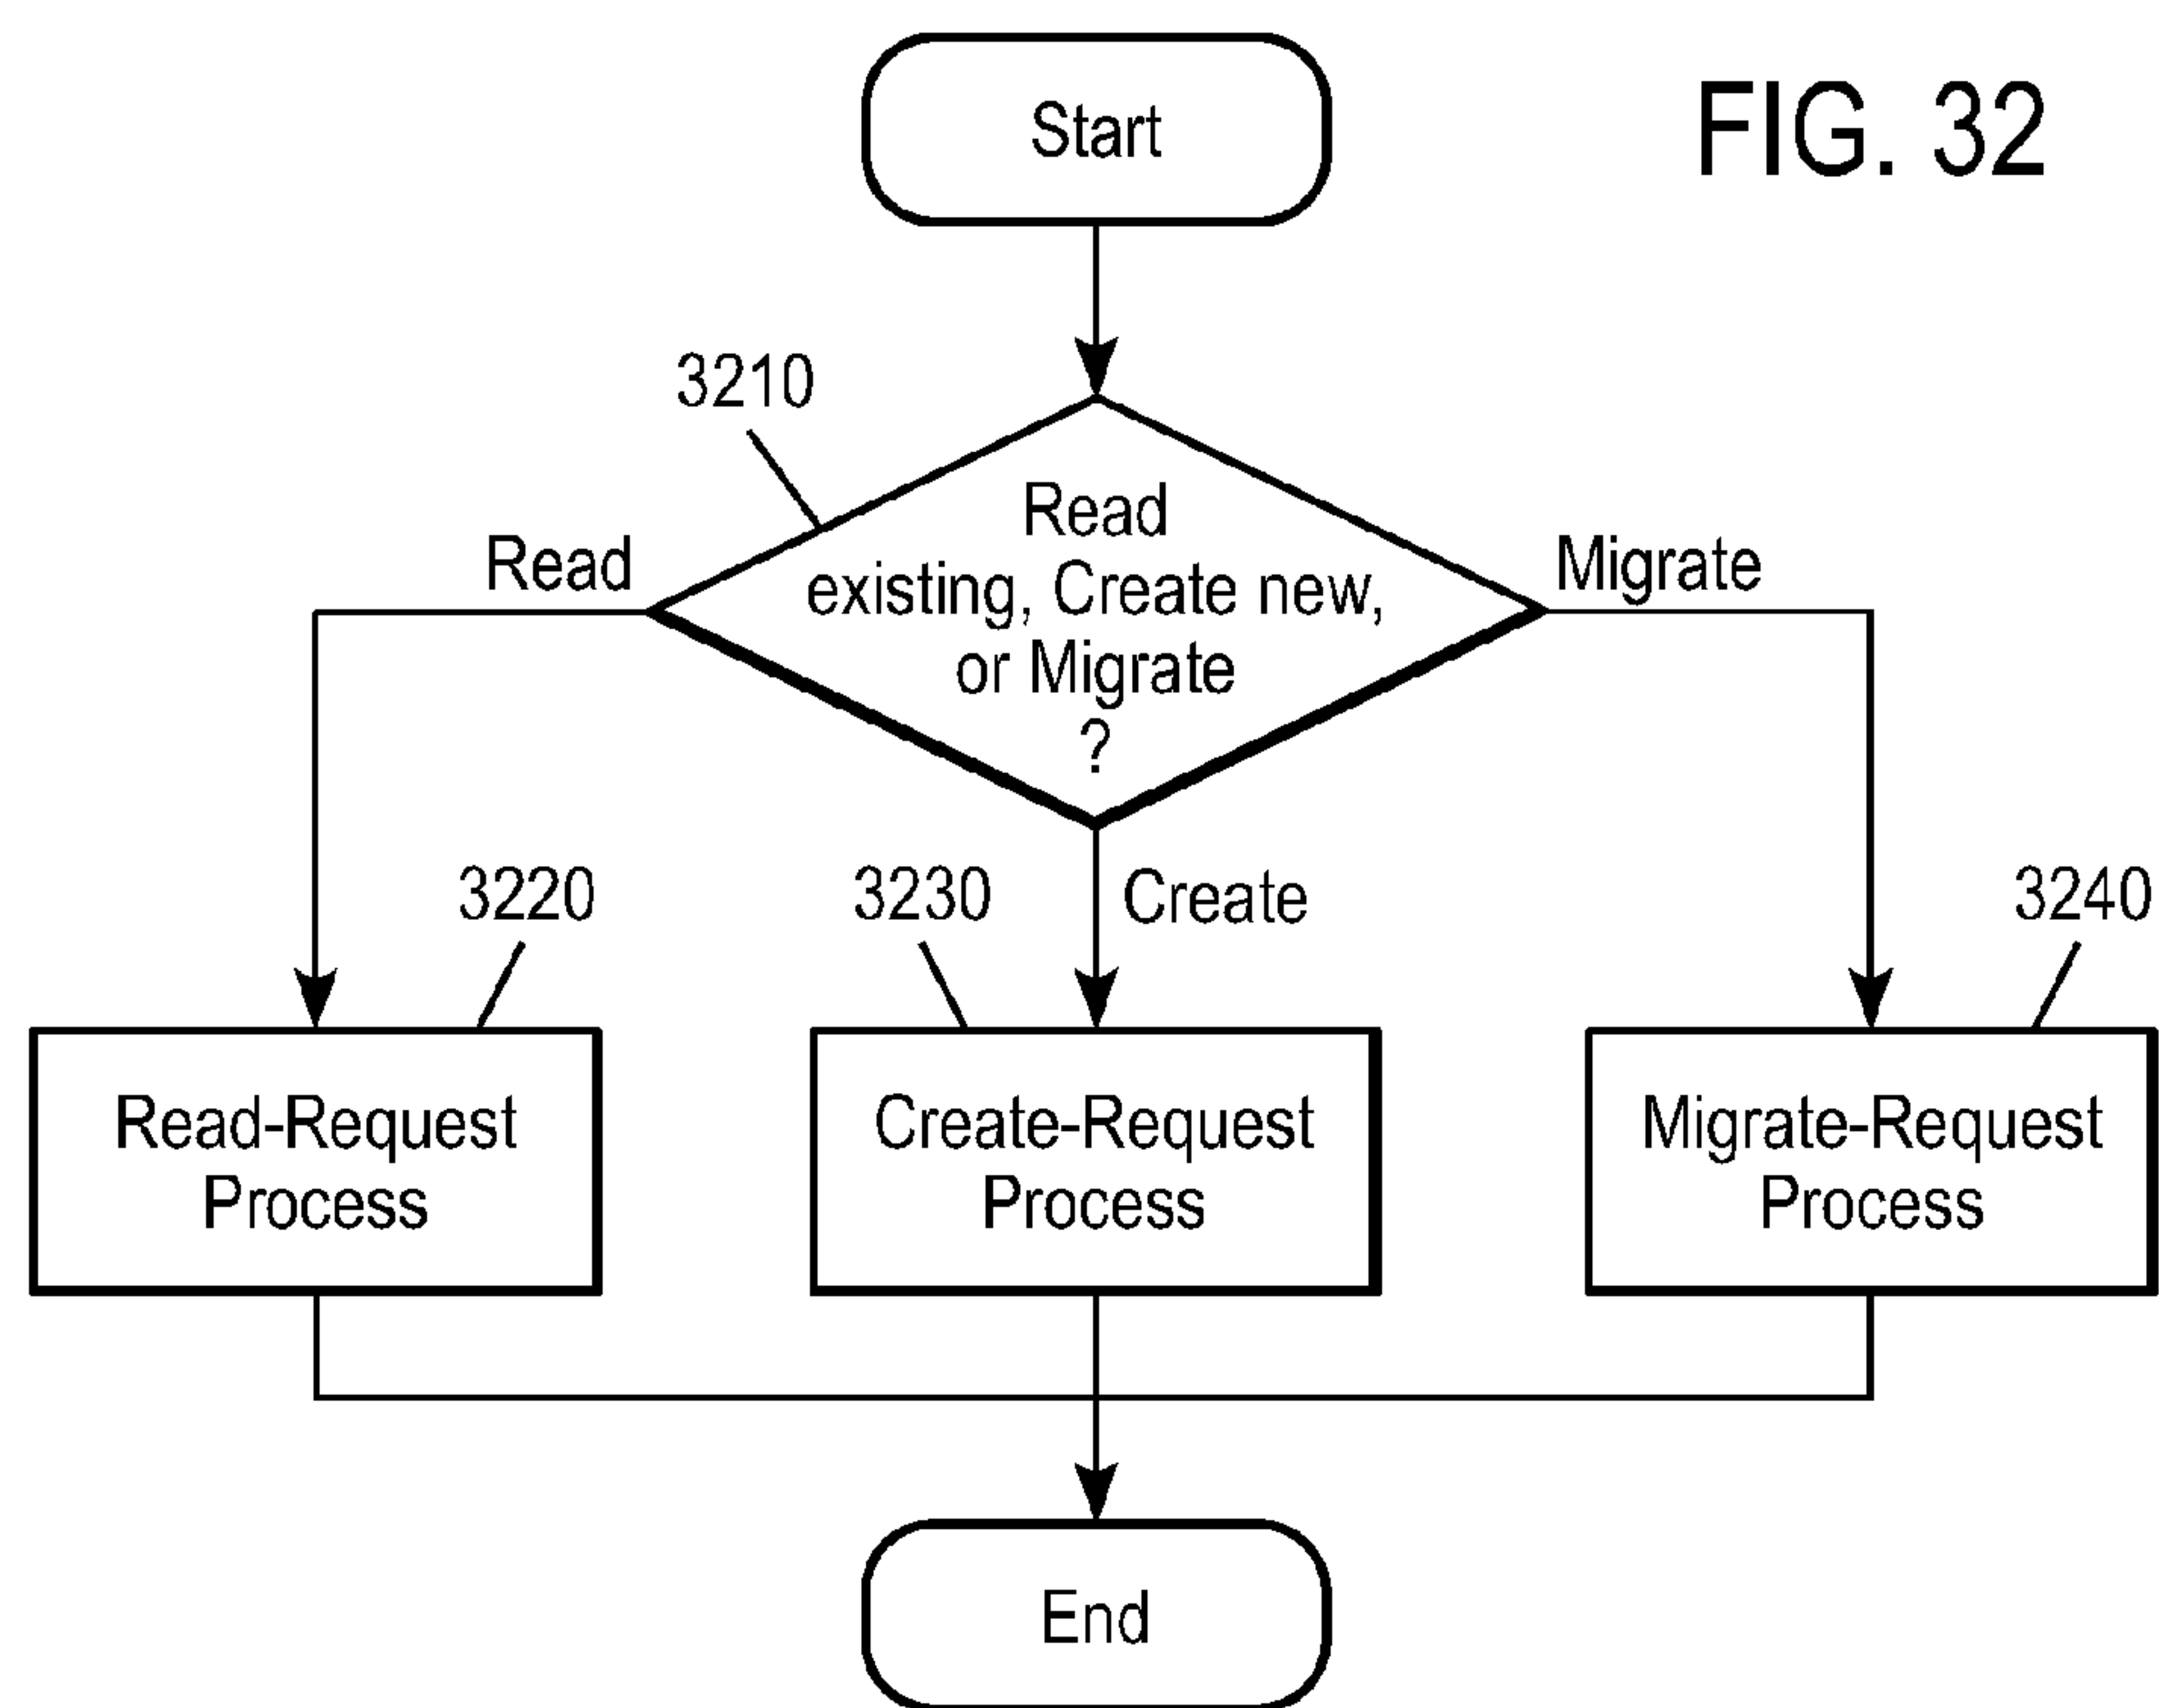 Start
FIG. 32
3210
Read
existing, Create new,
or Migrate
?
Read
Migrate
3220
3230
Create
3240
Read-Request
Process
Create-Request
Process
Migrate-Request
Process
End